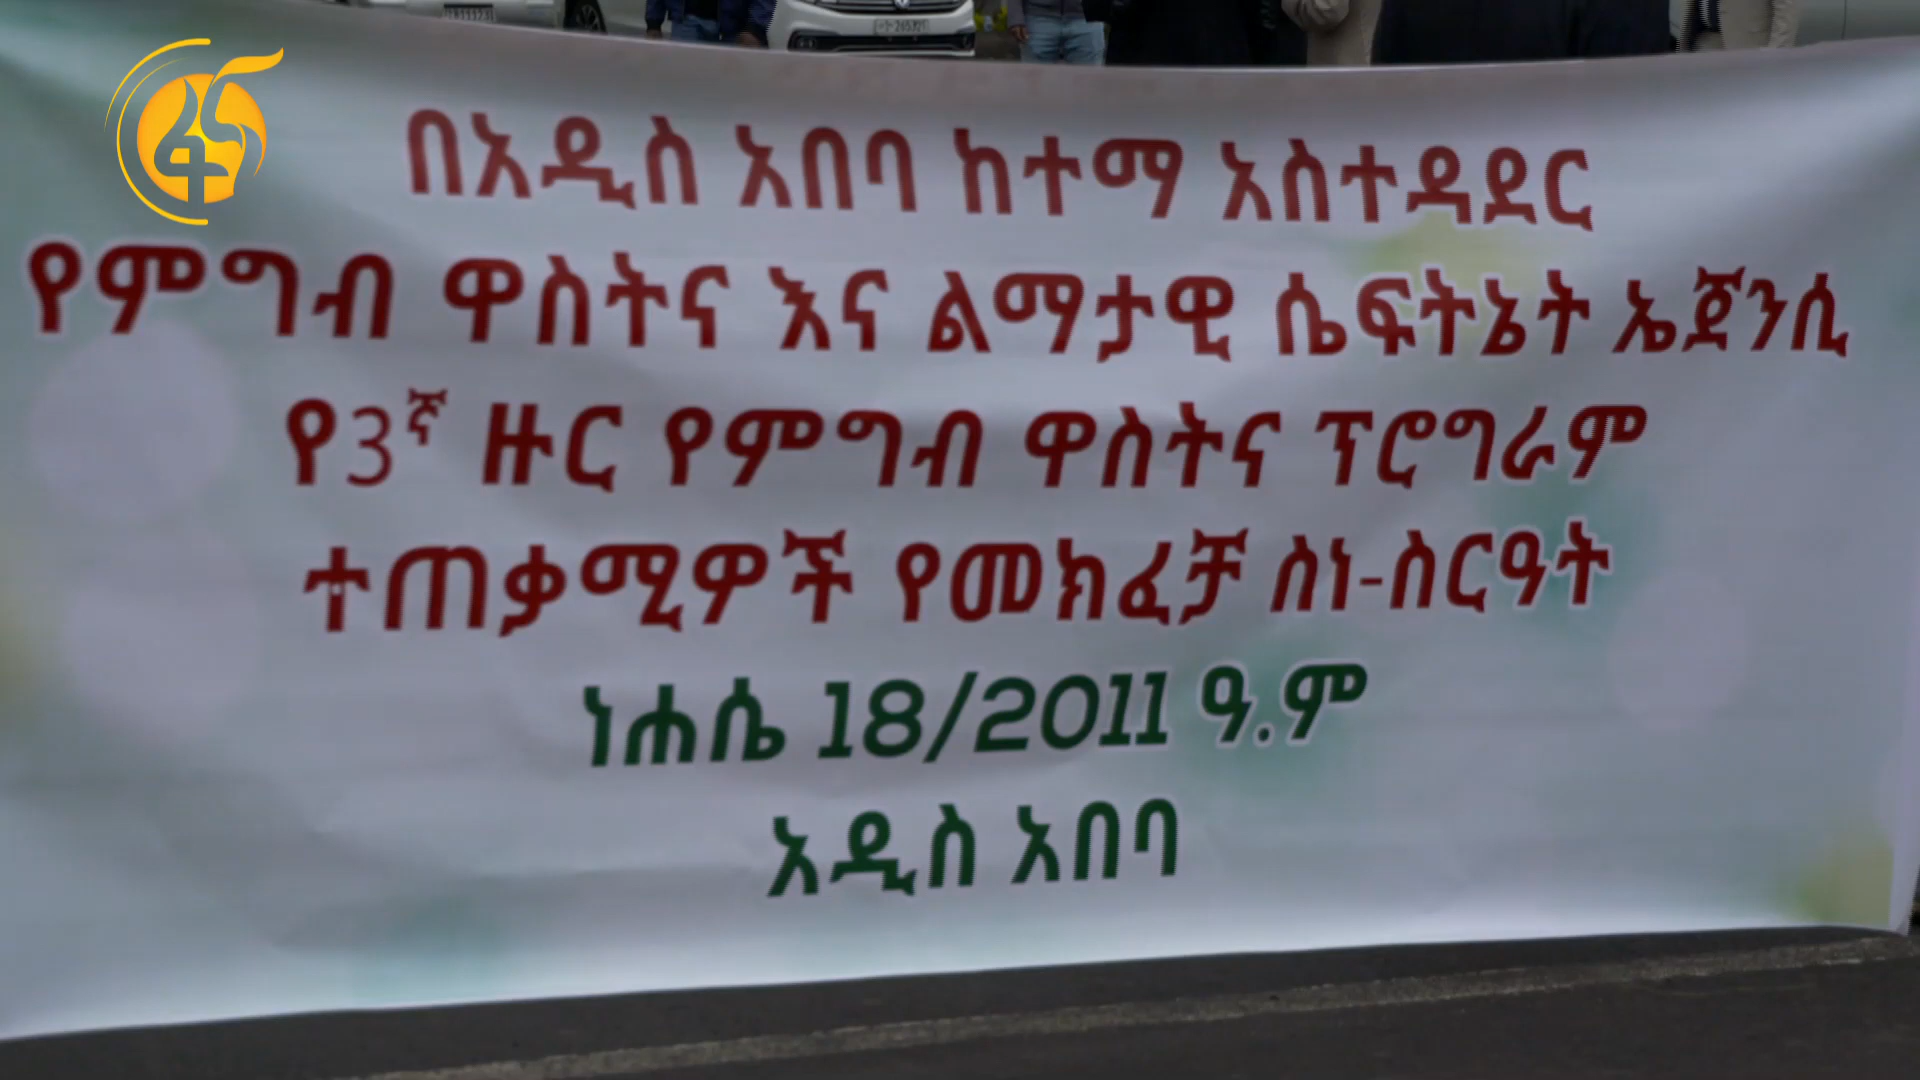 በአዲስ አበባ ከተማ አስተዳደር
የምግብ ዋስትና እና ልማታዊ ሴፍትኔት ኤጀንሲ
የ3ኛ ዙር የምግብ ዋስትና ፕሮግራም
ተጠቃሚዎች የመክፈቻ ስነ-ስርዓት
ነሐሴ 18/2011 ዓ.ም
አዲስ አበባ